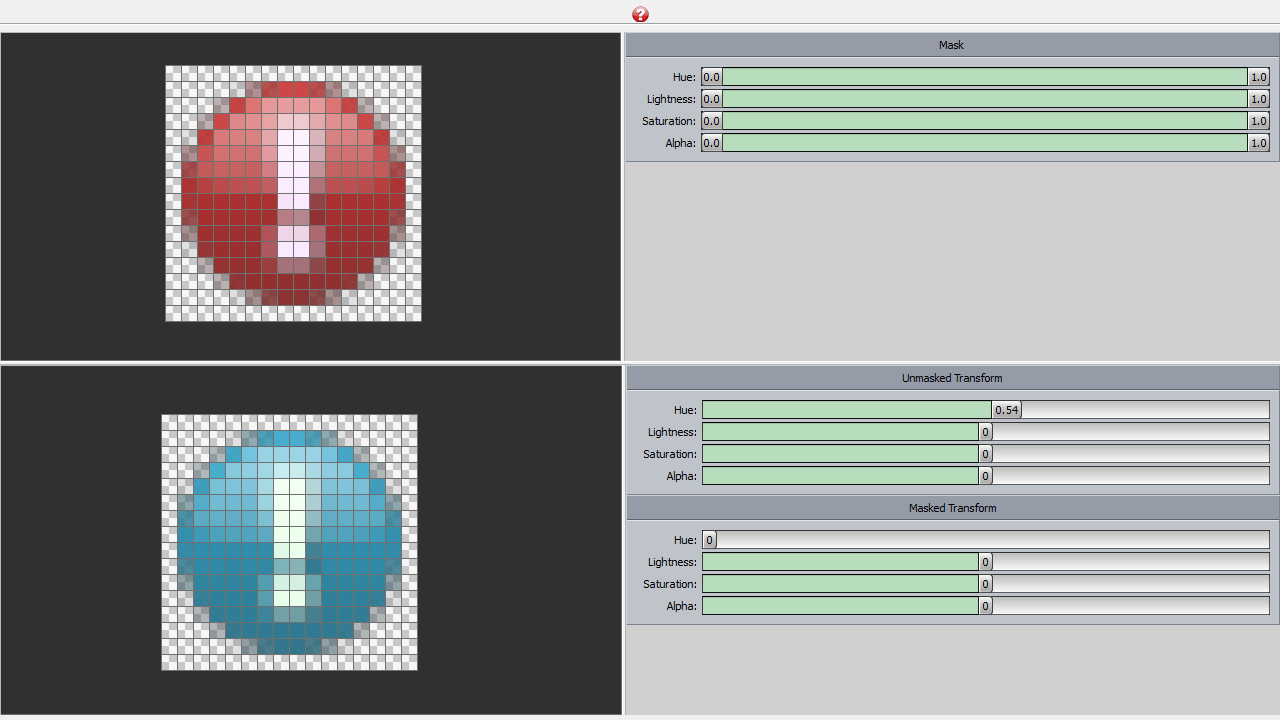 Mask
Hue: 0.0 1.0
Lightness: 0.0 1.0
Saturation: 0.0 1.0
Alpha: 0.0 1.0
Unmasked Transform
Hue: 0.54
Lightness: 0
Saturation: 0
Alpha: 0
Masked Transform
Hue: 0
Lightness: 0
Saturation: 0
Alpha: 0